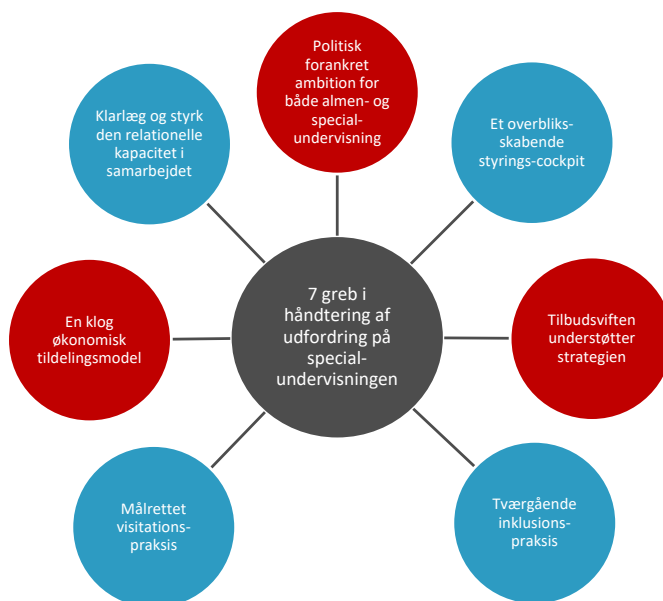 Politisk
forankret
ambition for
både almen- og
special-
undervisning
Klarlæg og styrk
den relationelle
kapacitet i
samarbejdet
Et overbliks-
skabende
styrings-cockpit
7 greb i
håndtering af
udfordring på
special-
undervisningen
En klog
økonomisk
tildelingsmodel
Tilbudsviften
understøtter
strategien
Målrettet
visitations-
praksis
Tværgående
inklusions-
praksis